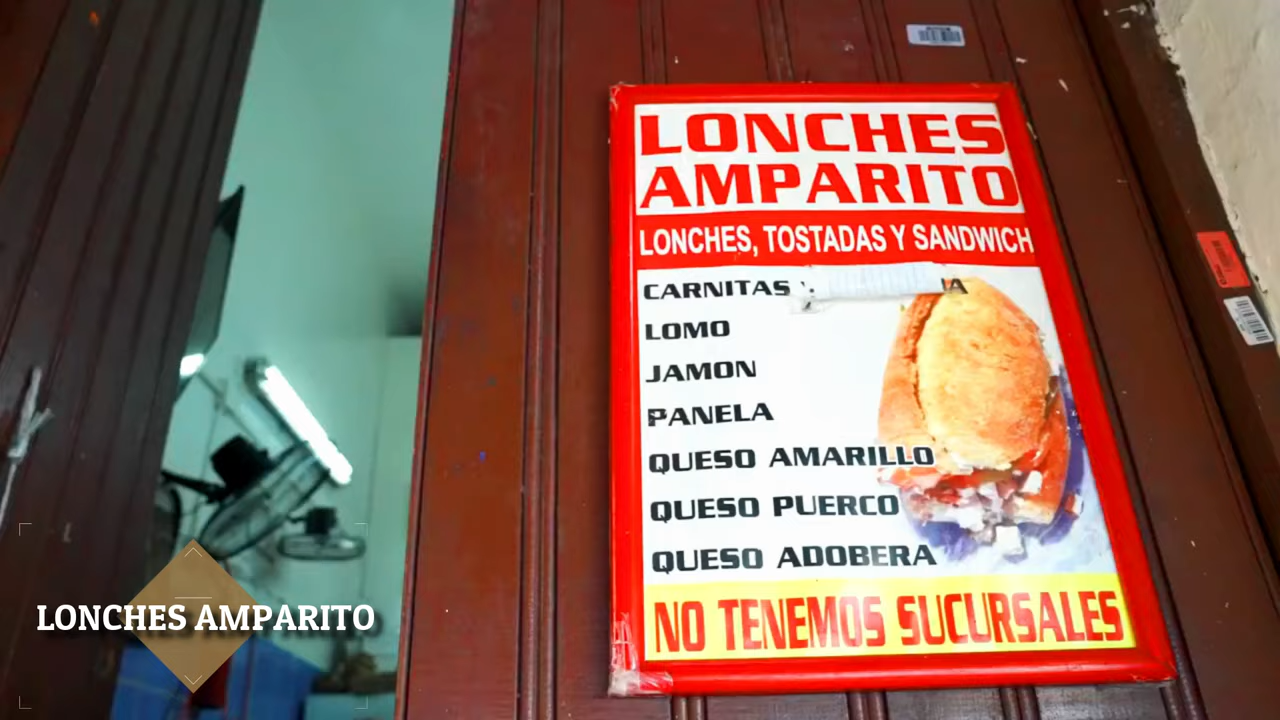 LONCHES
AMPARITO
LONCHES, TOSTADAS Y SANDWICH
CARNITAS
LOMO
JAMON
PANELA
QUESO AMARILLO
QUESO PUERCO
QUESO ADOBERA
NO TENEMOS SUCURSALES
LONCHES AMPARITO